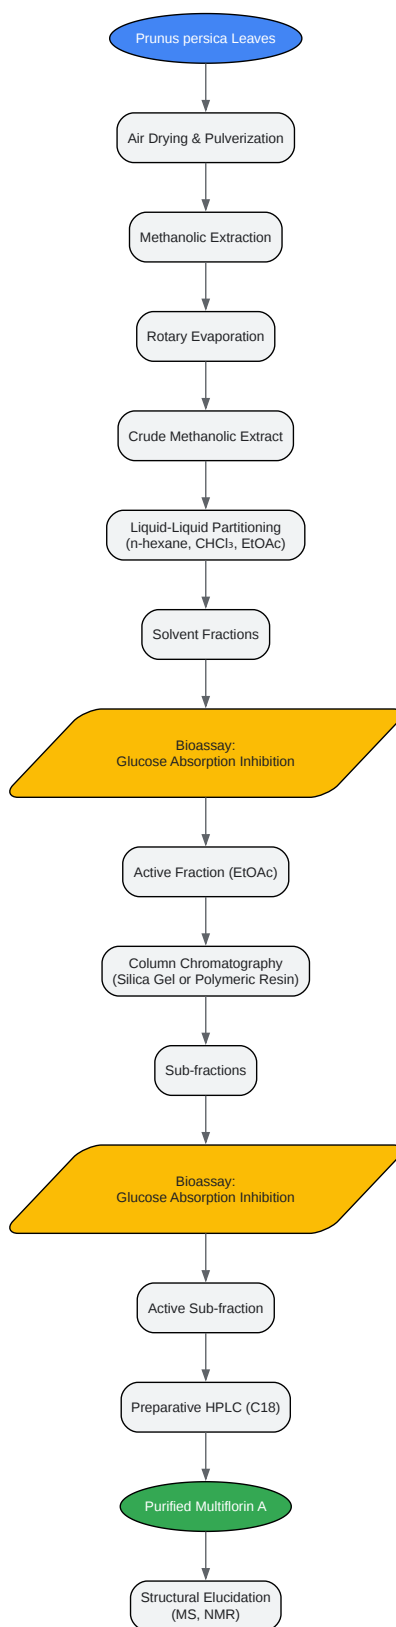 Prunus persica Leaves
Air Drying & Pulverization
Methanolic Extraction
Rotary Evaporation
Crude Methanolic Extract
Liquid-Liquid Partitioning
(n-hexane, CHCl₃, EtOAc)
Solvent Fractions
Bioassay:
Glucose Absorption Inhibition
Active Fraction (EtOAc)
Column Chromatography
(Silica Gel or Polymeric Resin)
Sub-fractions
Bioassay:
Glucose Absorption Inhibition
Active Sub-fraction
Preparative HPLC (C18)
Purified Multiflorin A
Structural Elucidation
(MS, NMR)